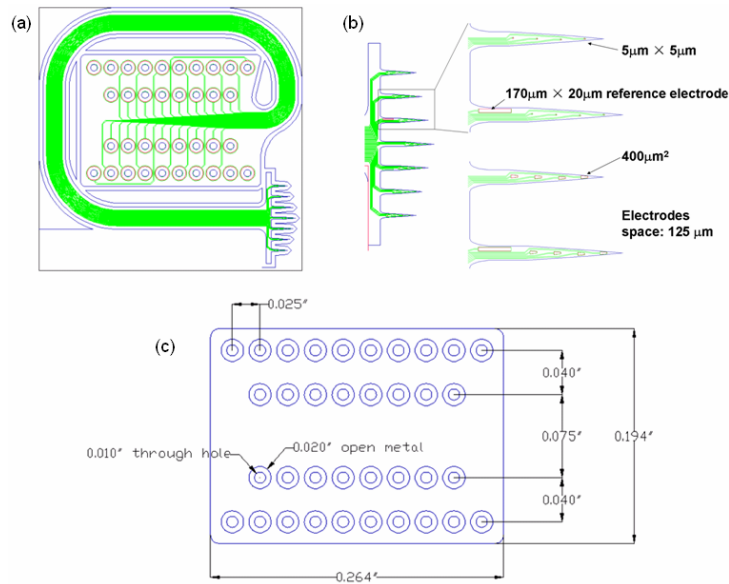 (a)
(b)
5μm × 5μm
170μm × 20μm reference electrode
400μm²
Electrodes
space: 125 μm
(c)
0.025"
0.040"
0.075"
0.194"
0.010" through hole
0.020" open metal
0.040"
0.264"